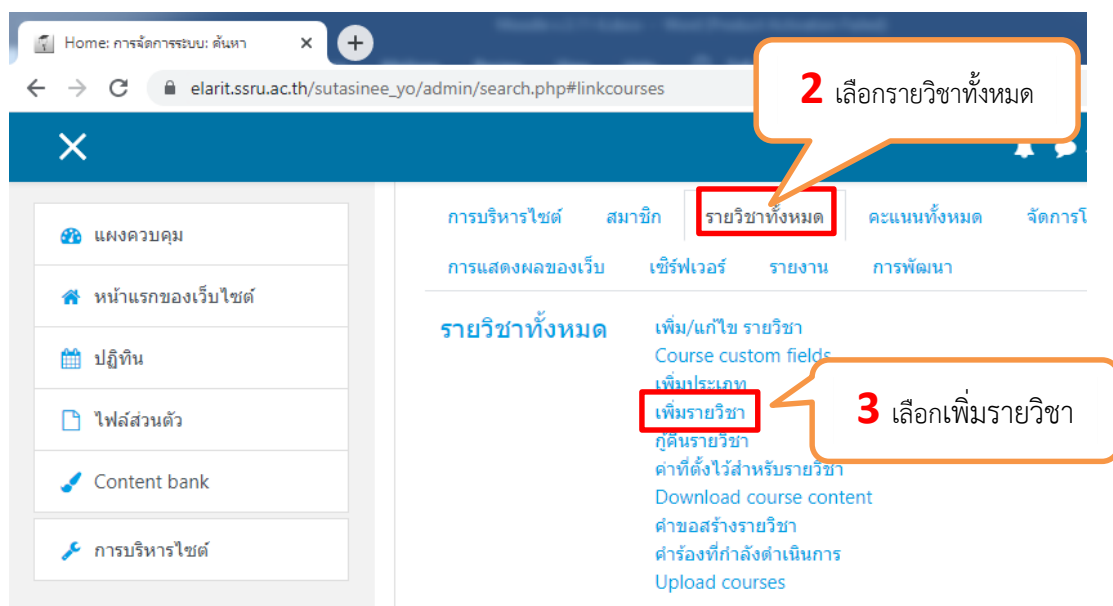 Home: การจัดการระบบ: ค้นหา
elarit.ssru.ac.th/sutasinee_yo/admin/search.php#linkcourses
2 เลือกรายวิชาทั้งหมด
การบริหารไซต์ สมาชิก รายวิชาทั้งหมด คะแนนทั้งหมด จัดการโ
การแสดงผลของเว็บ เซิร์ฟเวอร์ รายงาน การพัฒนา
แผงควบคุม
หน้าแรกของเว็บไซต์
ปฏิทิน
ไฟล์ส่วนตัว
Content bank
การบริหารไซต์
รายวิชาทั้งหมด
เพิ่ม/แก้ไข รายวิชา
Course custom fields
เพิ่มประเภท
เพิ่มรายวิชา
กู้คืนรายวิชา
ค่าที่ตั้งไว้สำหรับรายวิชา
Download course content
คำขอสร้างรายวิชา
คำร้องที่กำลังดำเนินการ
Upload courses
3 เลือกเพิ่มรายวิชา